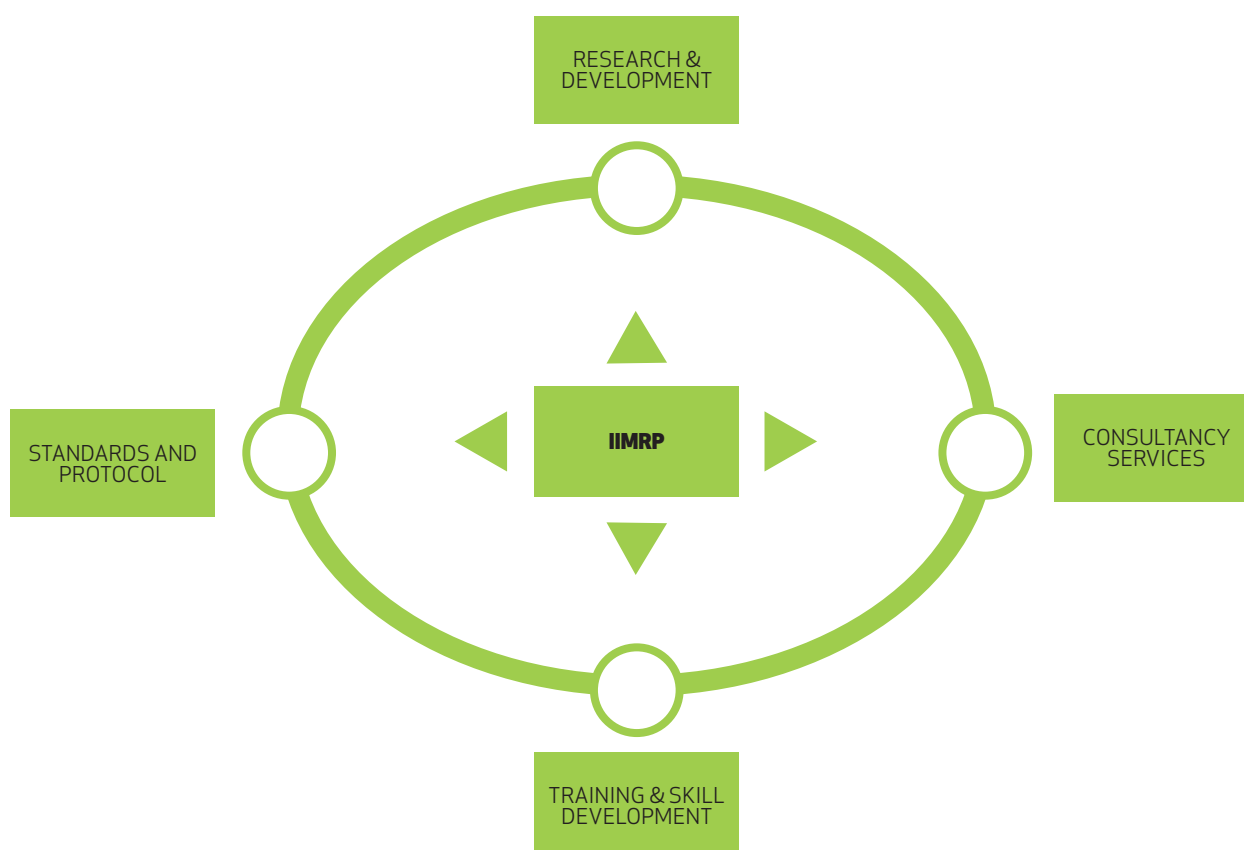 RESEARCH &
DEVELOPMENT
STANDARDS AND
PROTOCOL
IIMRP
CONSULTANCY
SERVICES
TRAINING & SKILL
DEVELOPMENT